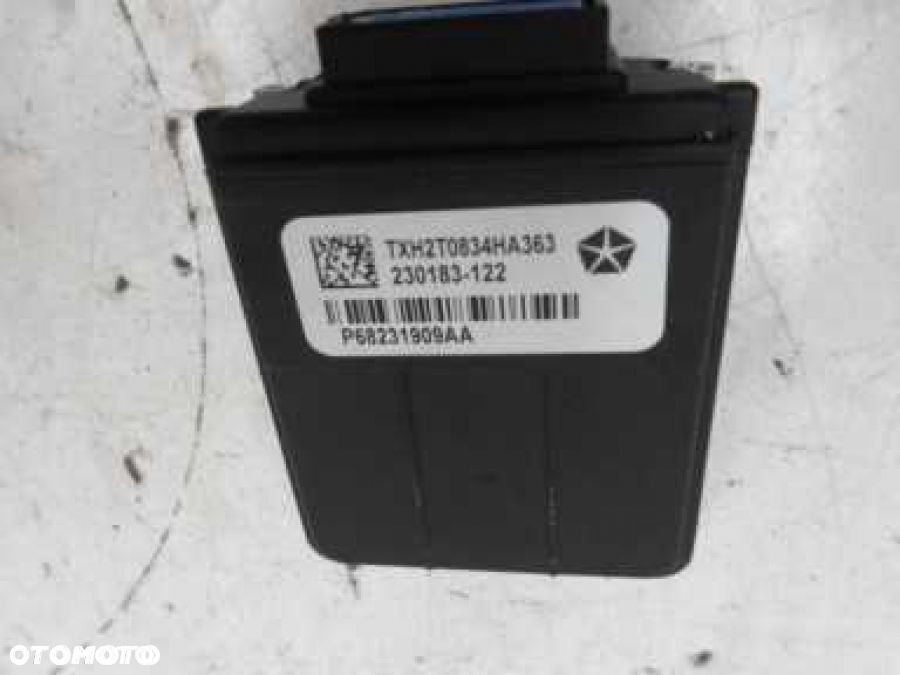 TXH2T0834HA363
230183-122
P68231909AA
OTOMOTO